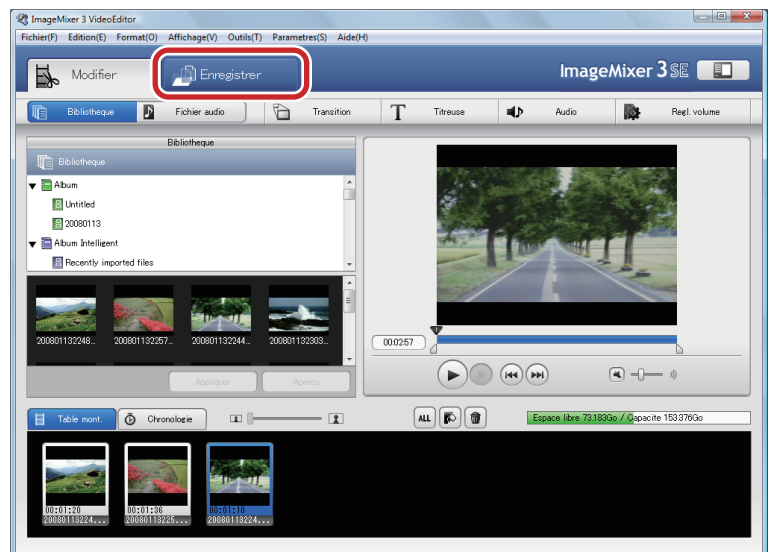 ImageMixer 3 VideoEditor
Fichier(F) Edition(E) Format(O) Affichage(V) Outils(T) Parametres(S) Aide(H)
Modifier
Enregistrer
ImageMixer 3 SE
Bibliotheque
Fichier audio
Transition
T Titreuse
Audio
Regl. volume
Bibliotheque
Bibliotheque
Album
Untitled
20080113
Album Intelligent
Recently imported files
200801132248... 200801132257... 200801132244... 200801132303...
Appliquer
Apercu
00:02:57
Table mont.
Chronologie
ALL
Espace libre 73.183Go / Capacite 153.376Go
00:01:20 00:01:36 00:01:10
20080113224... 20080113225... 20080113224...